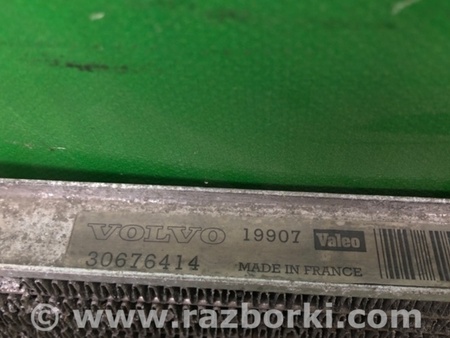 VOLVO 19907 Valeo
30676414 MADE IN FRANCE
www.razborki.com